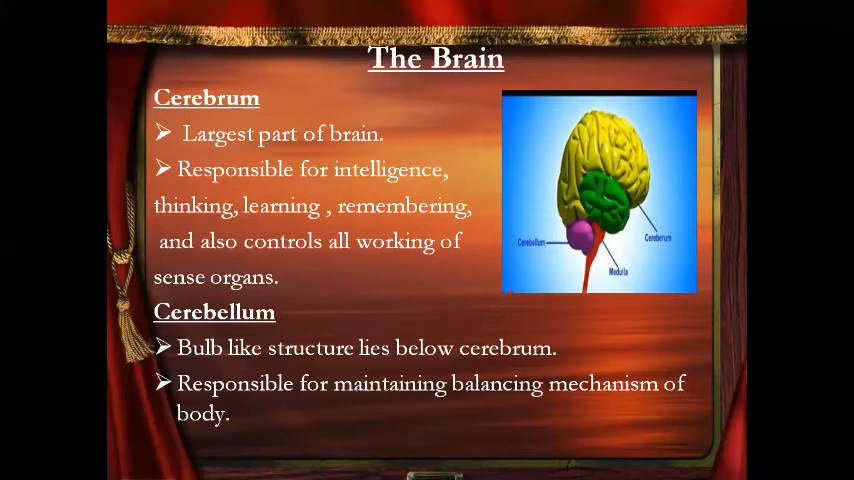 The Brain
Cerebrum
➢ Largest part of brain.
➢ Responsible for intelligence,
thinking, learning , remembering,
and also controls all working of
sense organs.
Cerebellum
Cereberum
Medulla
Cerebellum
➢ Bulb like structure lies below cerebrum.
➢ Responsible for maintaining balancing mechanism of
body.